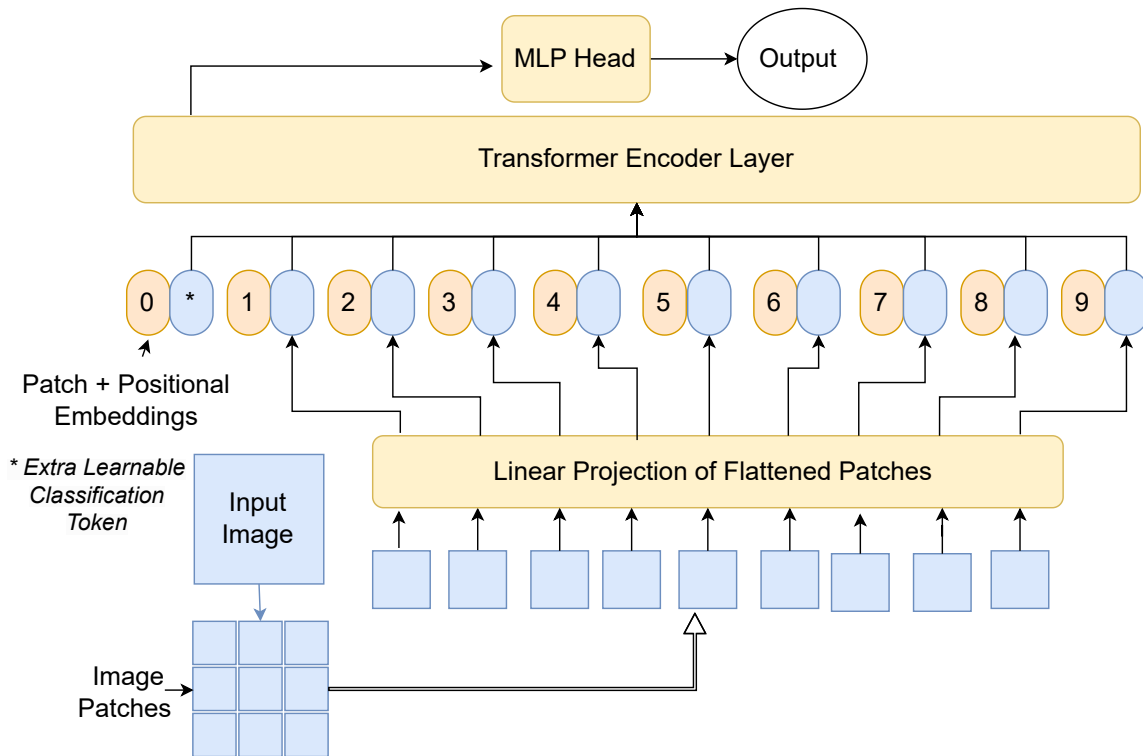 MLP Head
Output
Transformer Encoder Layer
0 * 1 2 3 4 5 6 7 8 9
Patch + Positional
Embeddings
* Extra Learnable
Classification
Token
Linear Projection of Flattened Patches
Input
Image
Image
Patches